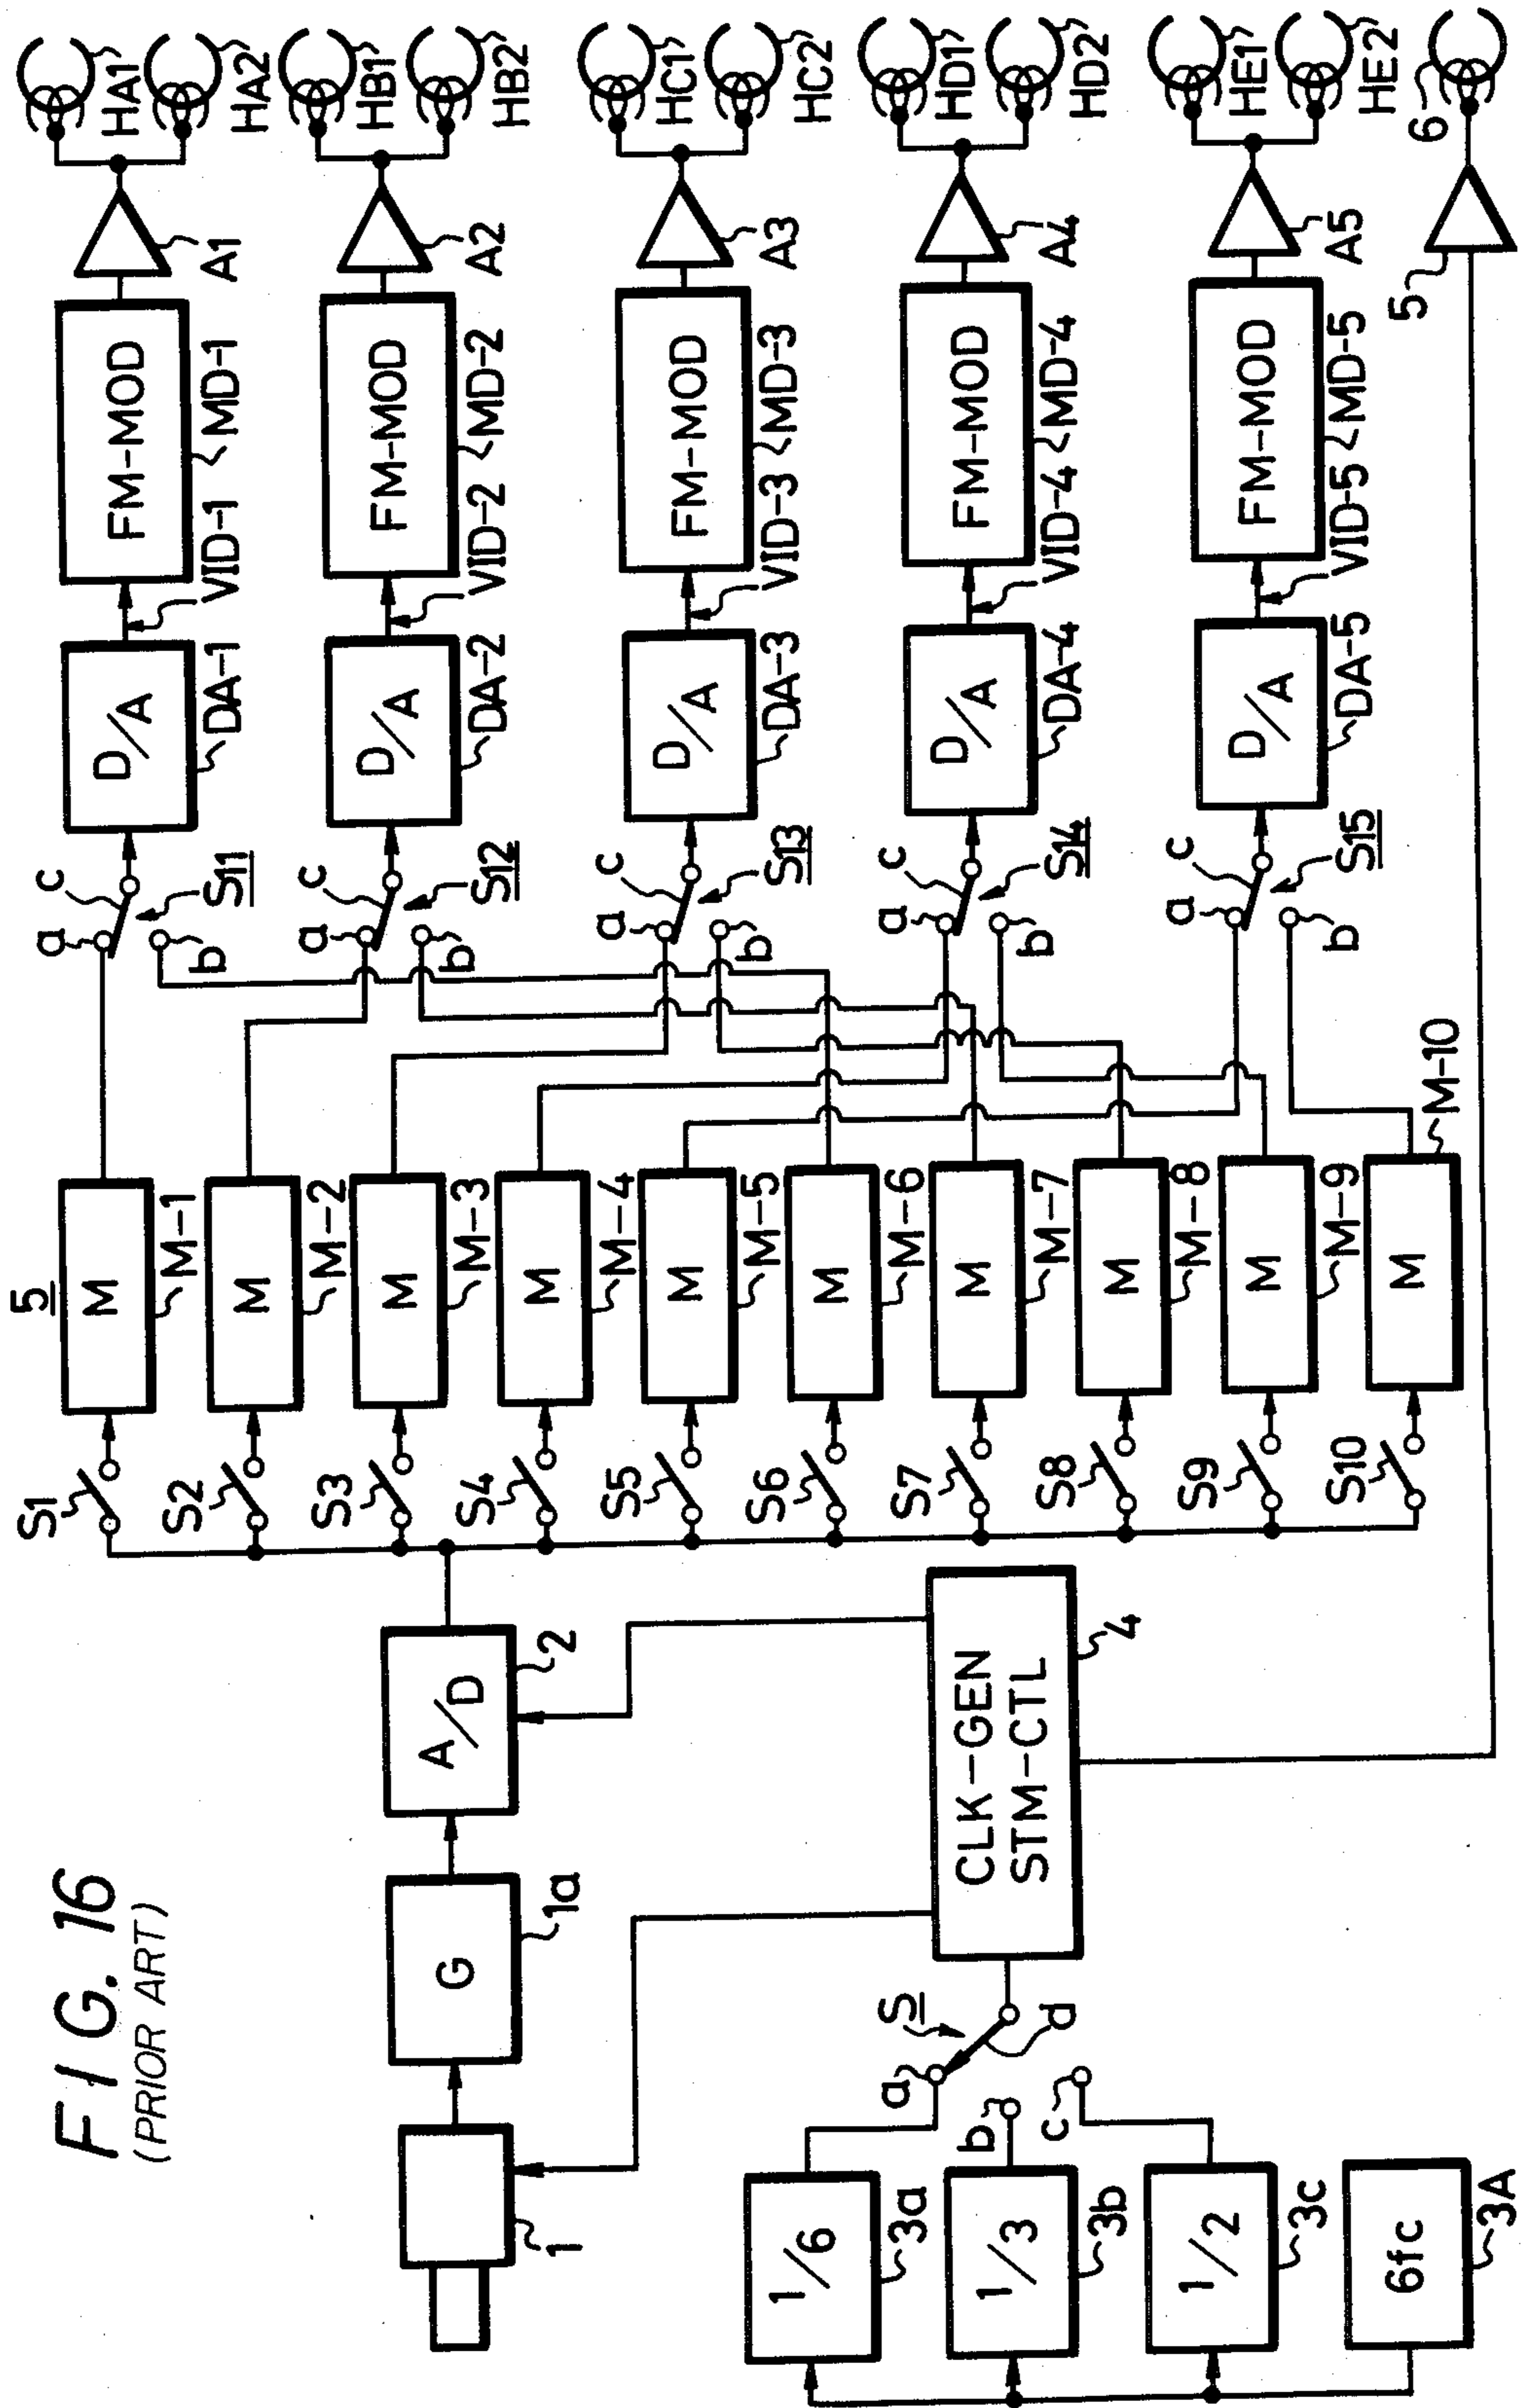 FIG. 16
(PRIOR ART)
1
G
1a
A/D
2
1/6
3a
1/3
3b
1/2
3c
6fc
3A
a
b
c
d
S
CLK-GEN
STM-CTL
4
S1
S2
S3
S4
S5
S6
S7
S8
S9
S10
5
M
M-1
M
M-2
M
M-3
M
M-4
M
M-5
M
M-6
M
M-7
M
M-8
M
M-9
M
M-10
a
b
c
S11
a
b
c
S12
a
b
c
S13
a
b
c
S14
a
b
c
S15
D/A
DA-1
D/A
DA-2
D/A
DA-3
D/A
DA-4
D/A
DA-5
VID-1
VID-2
VID-3
VID-4
VID-5
FM-MOD
MD-1
FM-MOD
MD-2
FM-MOD
MD-3
FM-MOD
MD-4
FM-MOD
MD-5
A1
A2
A3
A4
A5
5
HA1
HA2
HB1
HB2
HC1
HC2
HD1
HD2
HE1
HE2
6